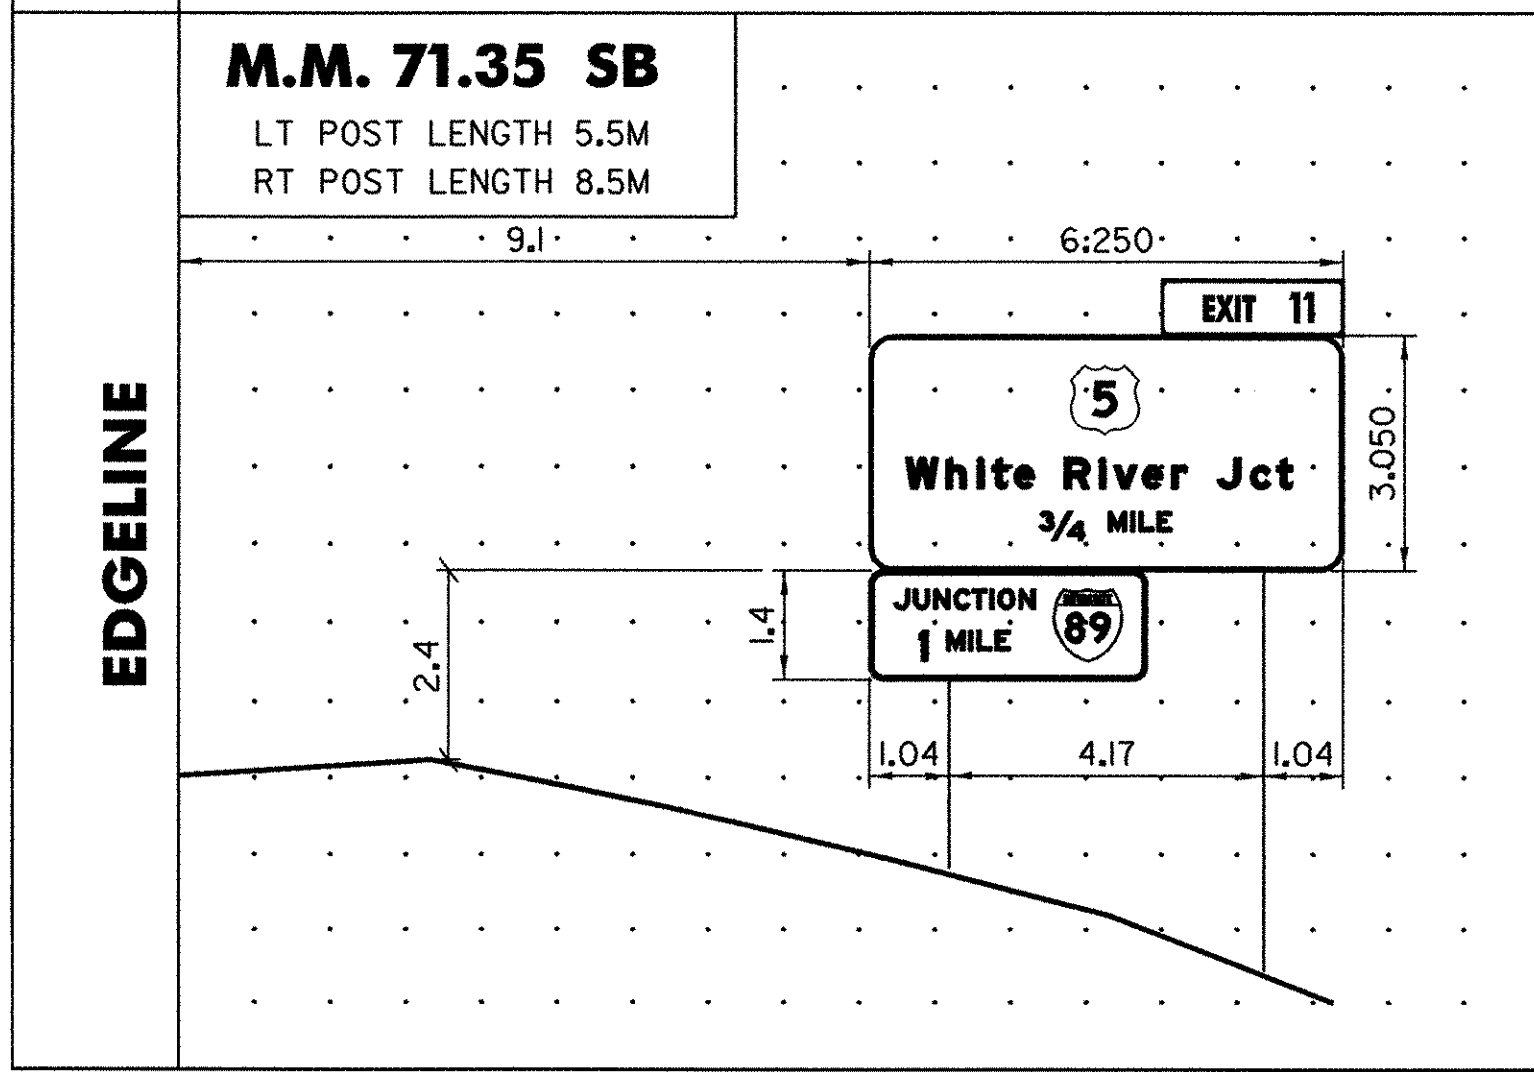 M.M. 71.35 SB
LT POST LENGTH 5.5M
RT POST LENGTH 8.5M
9.1
6:250
EXIT 11
5
White River Jct
3/4 MILE
3.050
EDGELINE
2.4
1.4
JUNCTION
1 MILE
89
1.04
4.17
1.04